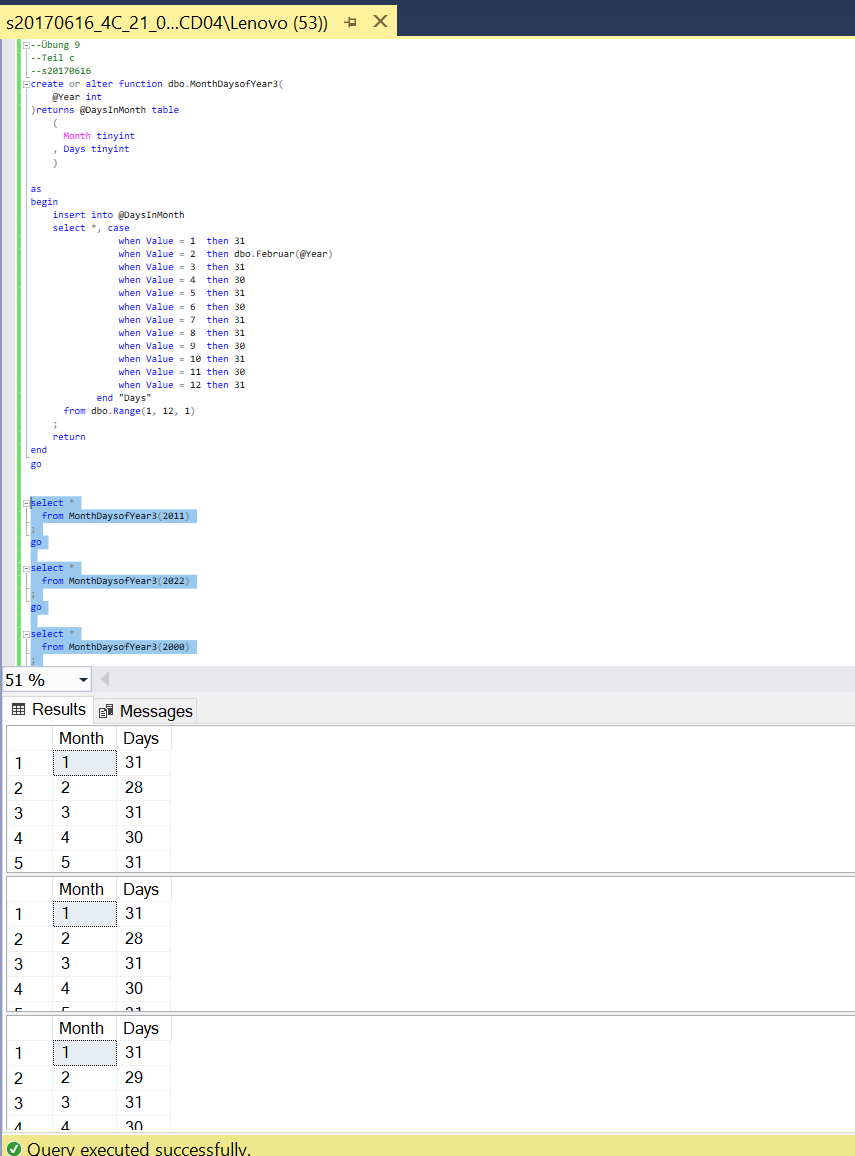 s20170616_4C_21_0...CD04\Lenovo (53))
--Übung 9
--Teil c
--s20170616
create or alter function dbo.MonthDaysofYear3(
@Year int
)returns @DaysInMonth table
(
Month tinyint
, Days tinyint
)
as
begin
insert into @DaysInMonth
select *, case
when Value = 1 then 31
when Value = 2 then dbo.Februar(@Year)
when Value = 3 then 31
when Value = 4 then 30
when Value = 5 then 31
when Value = 6 then 30
when Value = 7 then 31
when Value = 8 then 31
when Value = 9 then 30
when Value = 10 then 31
when Value = 11 then 30
when Value = 12 then 31
end "Days"
from dbo.Range(1, 12, 1)
;
return
end
go
select *
from MonthDaysofYear3(2011)
;
go
select *
from MonthDaysofYear3(2022)
;
go
select *
from MonthDaysofYear3(2000)
;
51 %
Results Messages
Month Days
1 1 31
2 2 28
3 3 31
4 4 30
5 5 31
Month Days
1 1 31
2 2 28
3 3 31
4 4 30
5 5 31
Month Days
1 1 31
2 2 29
3 3 31
4 4 30
Query executed successfully.